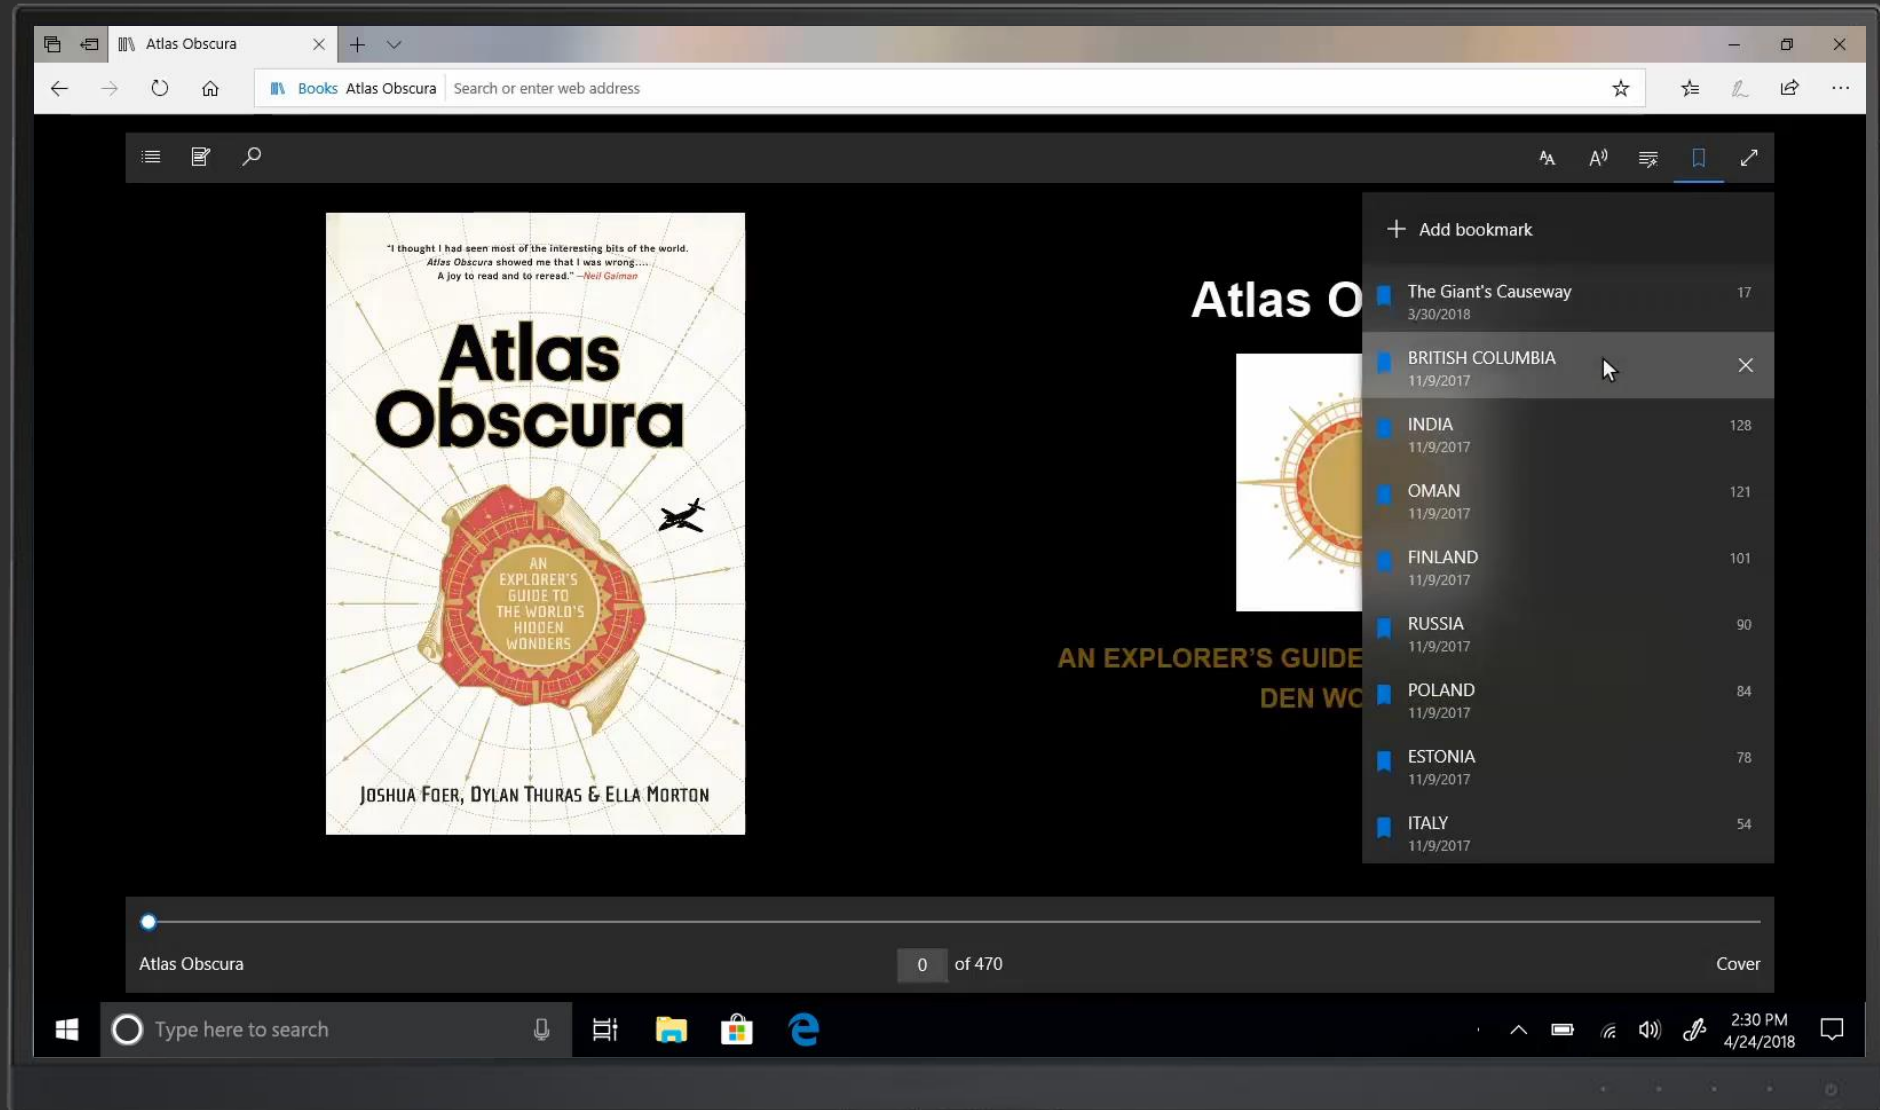 Atlas Obscura
Books Atlas Obscura Search or enter web address
"I thought I had seen most of the interesting bits of the world.
Atlas Obscura showed me that I was wrong....
A joy to read and to reread." —Neil Gaiman
Atlas
Obscura
AN
EXPLORER'S
GUIDE TO
THE WORLD'S
HIDDEN
WONDERS
JOSHUA FOER, DYLAN THURAS & ELLA MORTON
Atlas O
AN EXPLORER'S GUIDE
DEN WO
Add bookmark
The Giant's Causeway 17
3/30/2018
BRITISH COLUMBIA
11/9/2017
INDIA 128
11/9/2017
OMAN 121
11/9/2017
FINLAND 101
11/9/2017
RUSSIA 90
11/9/2017
POLAND 84
11/9/2017
ESTONIA 78
11/9/2017
ITALY 54
11/9/2017
Atlas Obscura 0 of 470 Cover
Type here to search
2:30 PM
4/24/2018